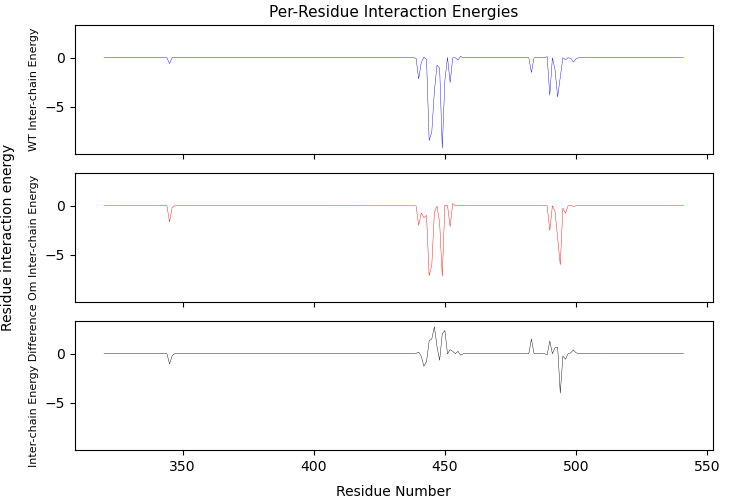 Per-Residue Interaction Energies
Residue interaction energy
WT Inter-chain Energy
0
−5
Om Inter-chain Energy
0
−5
Inter-chain Energy Difference
0
−5
350
400
450
500
550
Residue Number